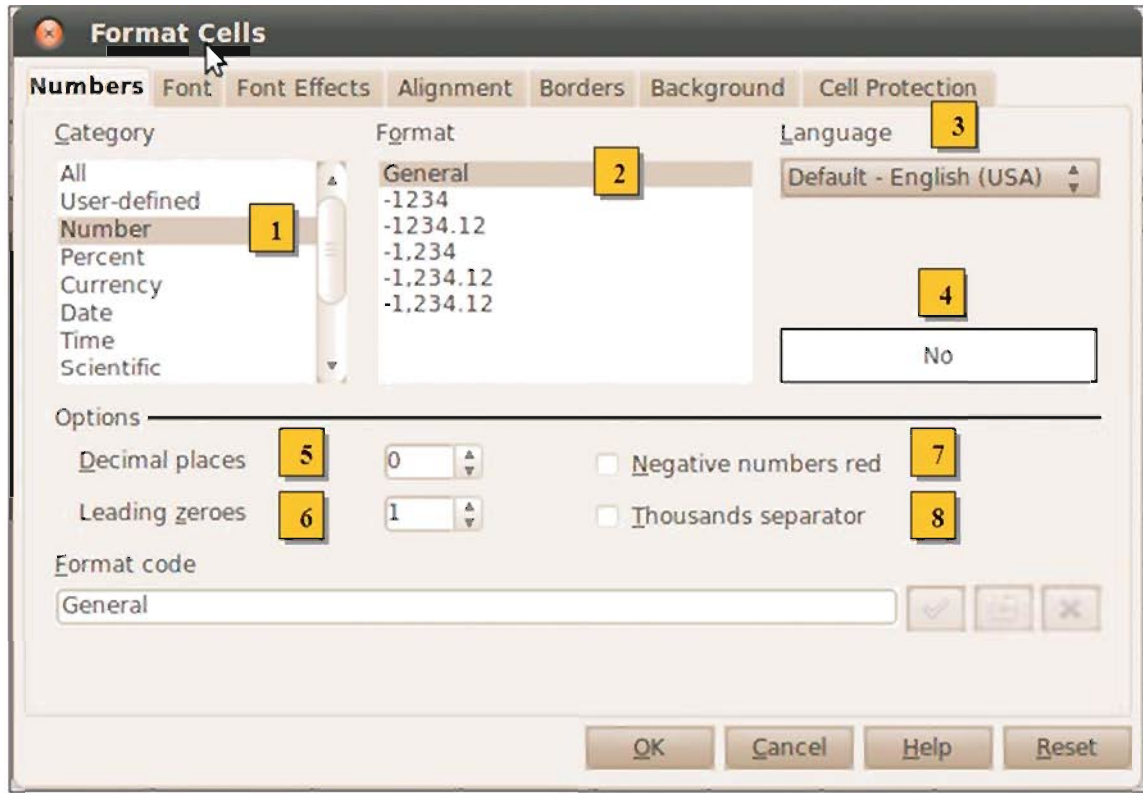 Format Cells
Numbers Font Font Effects Alignment Borders Background Cell Protection
Category
All
User-defined
Number
Percent
Currency
Date
Time
Scientific
1
Format
General
-1234
-1234.12
-1,234
-1,234.12
-1,234.12
2
Language
3
Default - English (USA)
4
No
Options
Decimal places 5 0
Negative numbers red 7
Leading zeroes 6 1
Thousands separator 8
Format code
General
OK Cancel Help Reset